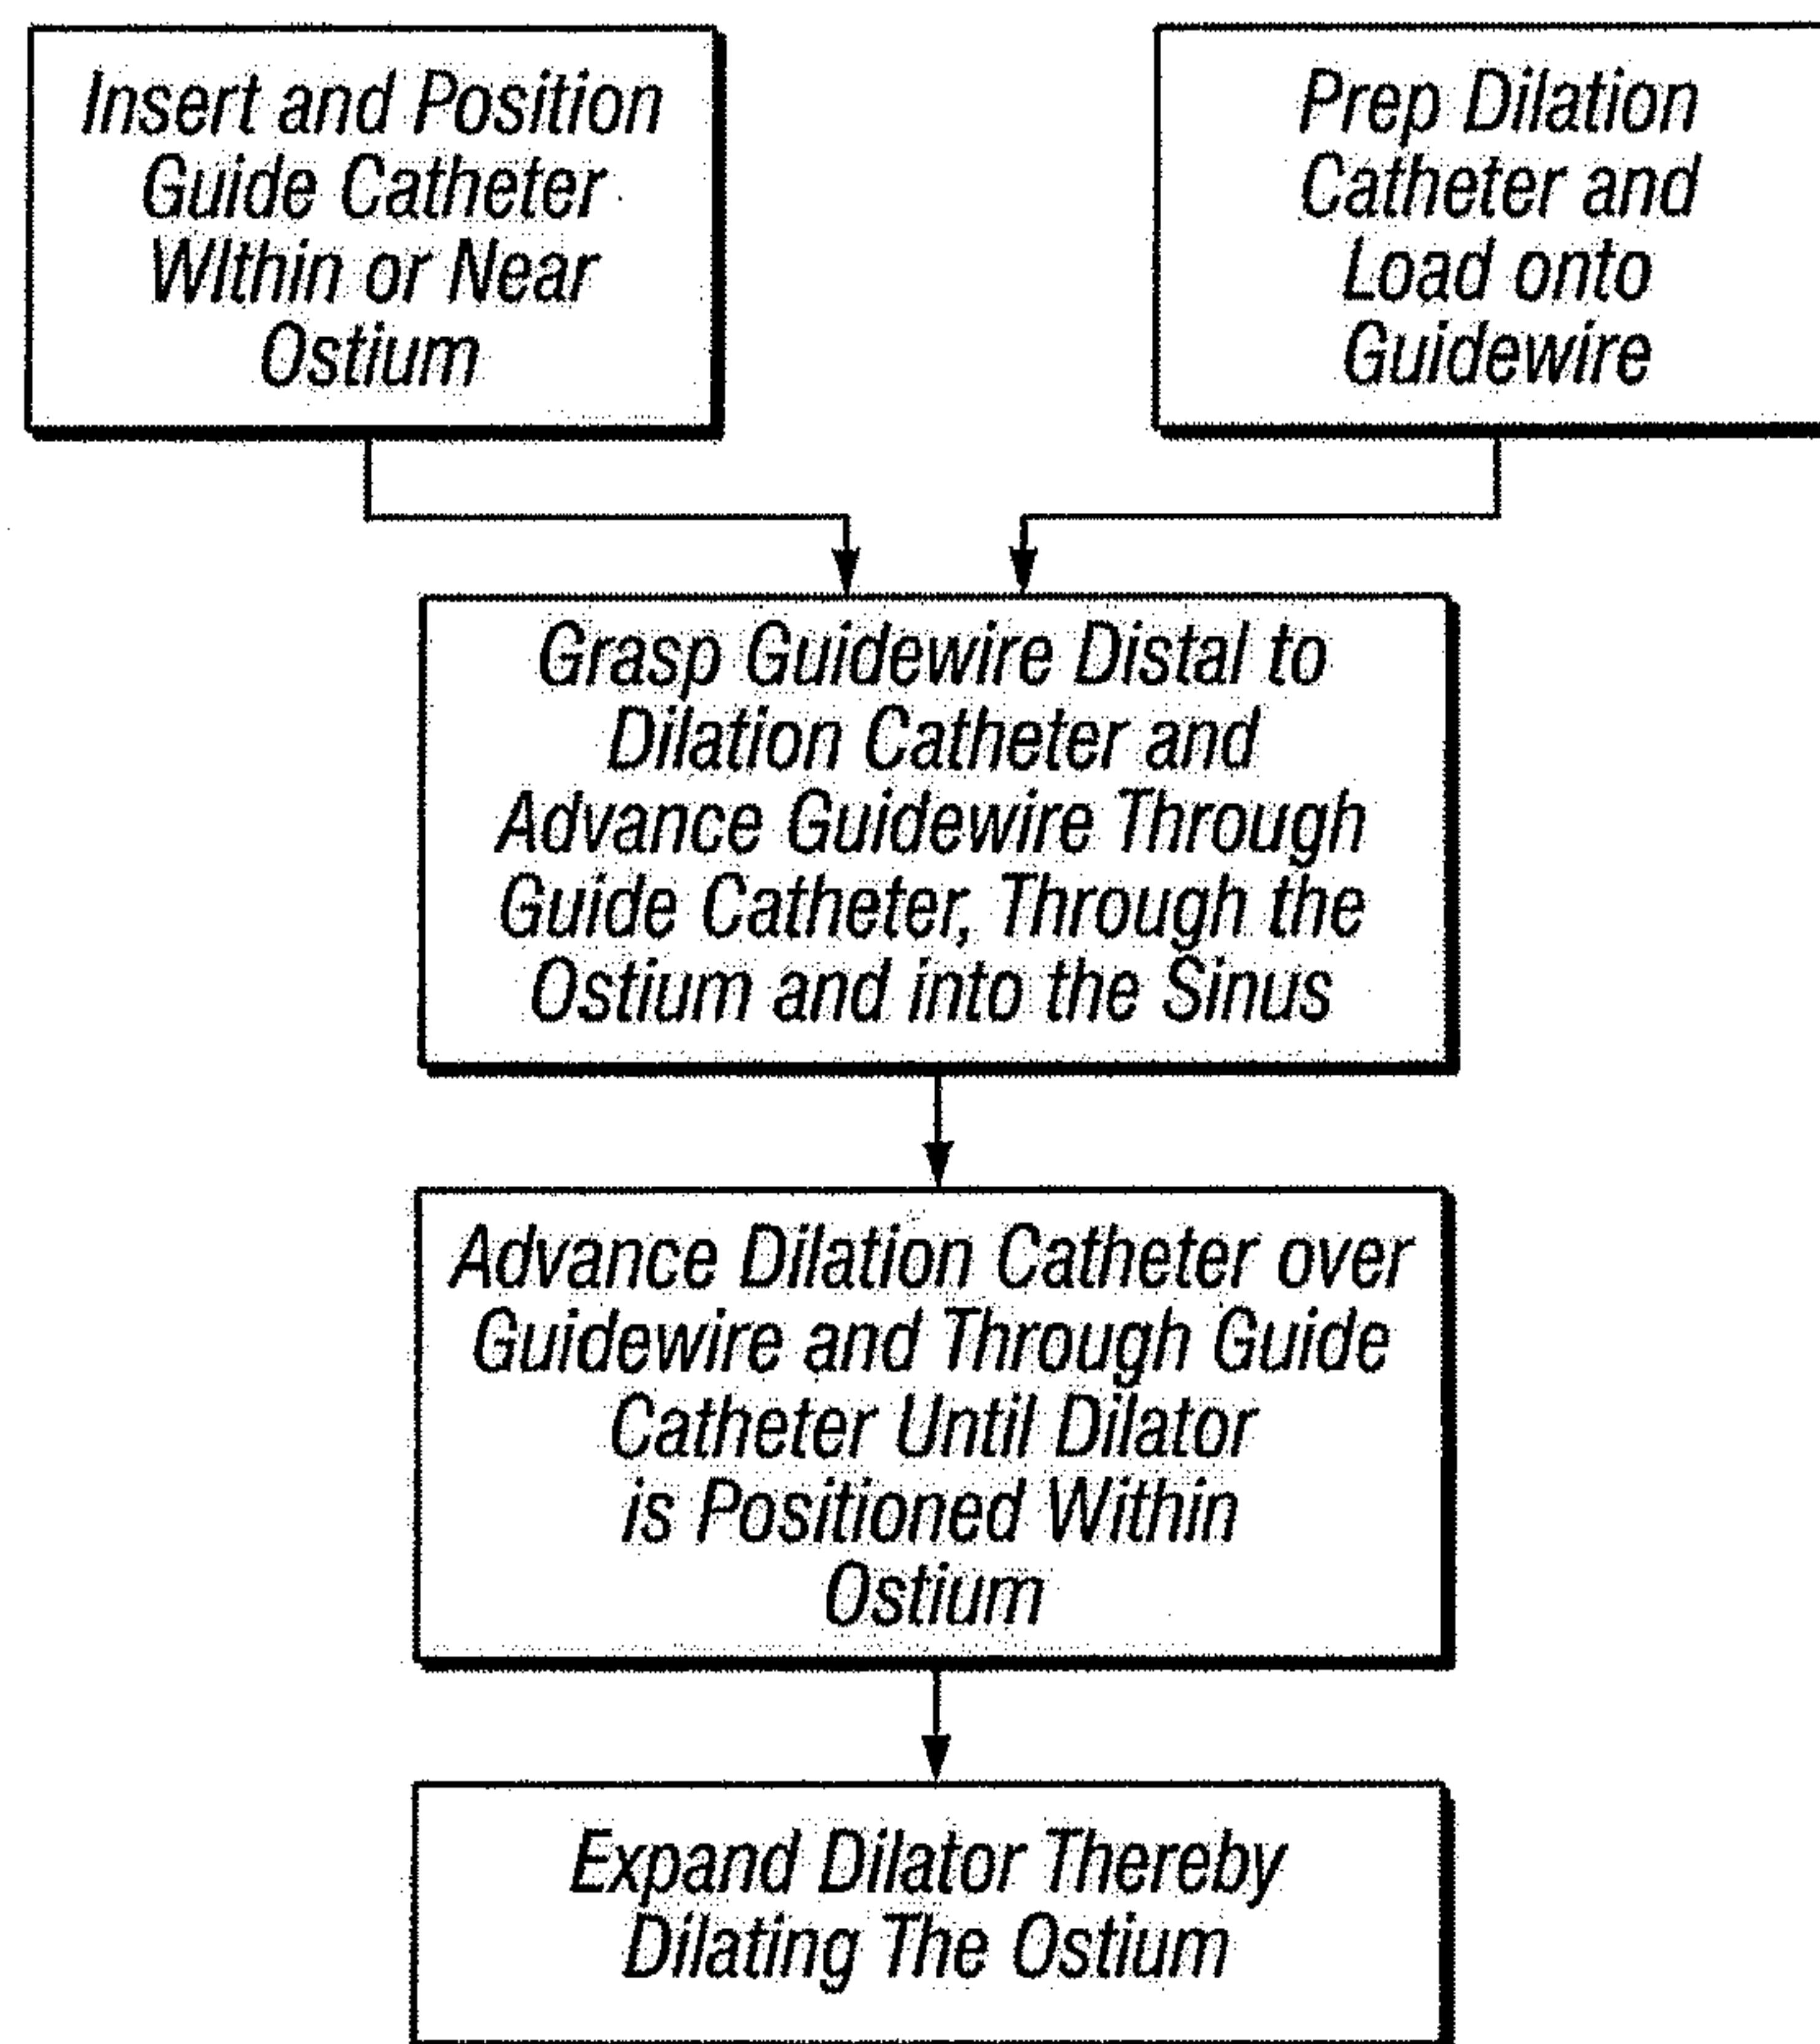 Insert and Position
Guide Catheter
WIthin or Near
Ostium
Prep Dilation
Catheter and
Load onto
Guidewire
Grasp Guidewire Distal to
Dilation Catheter and
Advance Guidewire Through
Guide Catheter, Through the
Ostium and into the Sinus
Advance Dilation Catheter over
Guidewire and Through Guide
Catheter Until Dilator
is Positioned Within
Ostium
Expand Dilator Thereby
Dilating The Ostium